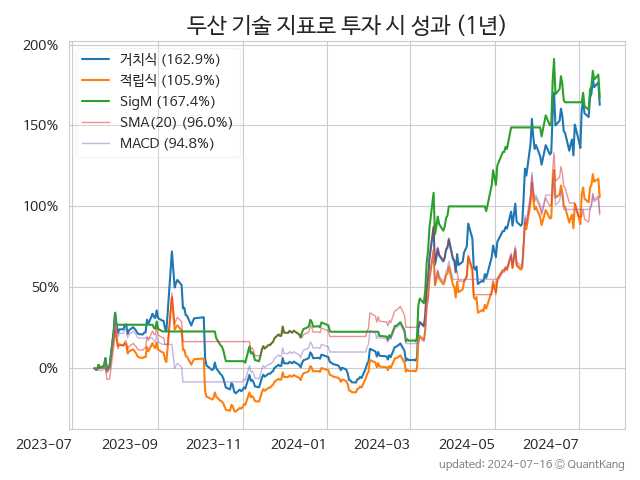 두산 기술 지표로 투자 시 성과 (1년)
200%
150%
100%
50%
0%
거치식 (162.9%)
적립식 (105.9%)
SigM (167.4%)
SMA(20) (96.0%)
MACD (94.8%)
2023-07
2023-09
2023-11
2024-01
2024-03
2024-05
2024-07
updated: 2024-07-16 © QuantKang